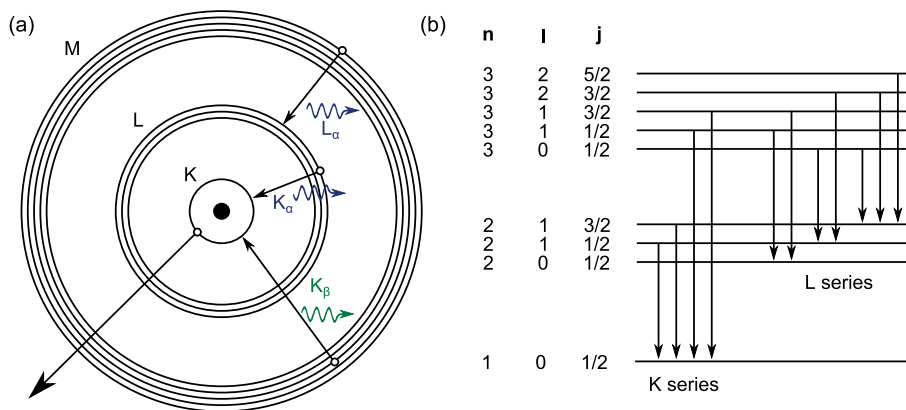 (a)
M
L
K
Lα
Kα
Kβ
(b)
n l j
3 2 5/2
3 2 3/2
3 1 3/2
3 1 1/2
3 0 1/2
2 1 3/2
2 1 1/2
2 0 1/2
L series
1 0 1/2
K series